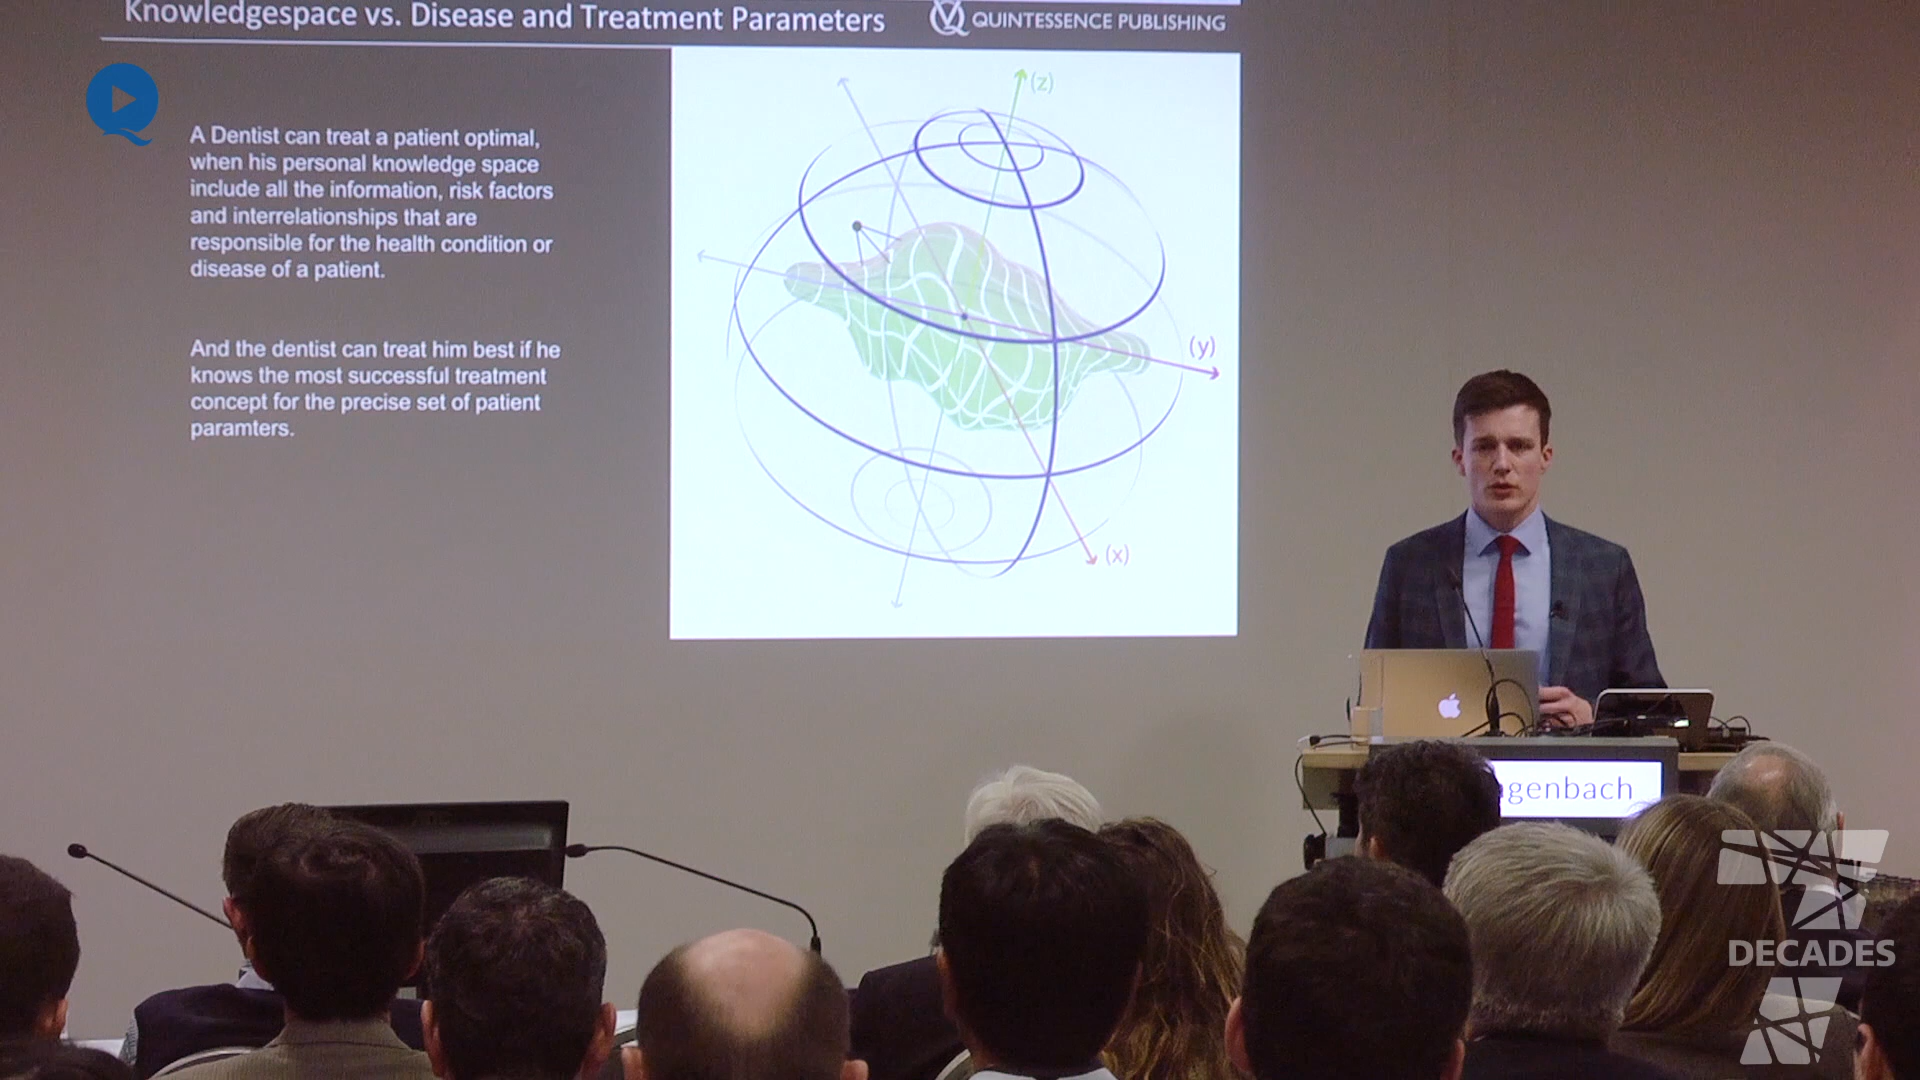 Knowledgespace vs. Disease and Treatment Parameters
QUINTESSENCE PUBLISHING
A Dentist can treat a patient optimal,
when his personal knowledge space
include all the information, risk factors
and interrelationships that are
responsible for the health condition or
disease of a patient.
And the dentist can treat him best if he
knows the most successful treatment
concept for the precise set of patient
paramters.
(z)
(y)
(x)
genbach
DECADES